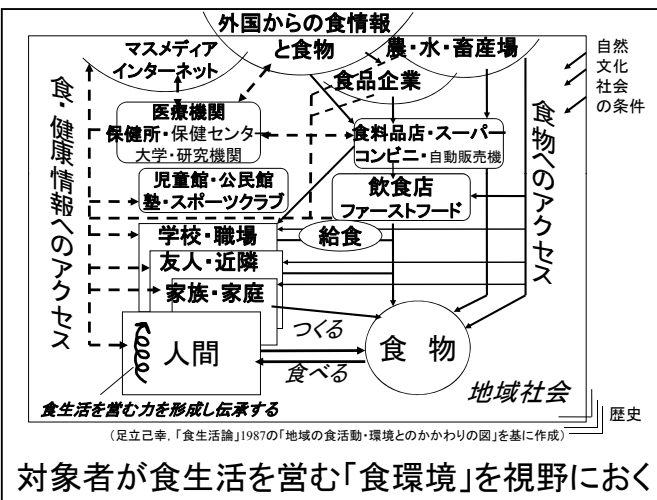 外国からの食情報
と食物
マスメディア
インターネット
農・水・畜産場
食品企業
自然
文化
社会
の条件
食・健康情報へのアクセス
医療機関
保健所・保健センター
大学・研究機関
食料品店・スーパー
コンビニ・自動販売機
食物へのアクセス
児童館・公民館
塾・スポーツクラブ
飲食店
ファーストフード
学校・職場
給食
友人・近隣
家族・家庭
人間
つくる
食べる
食 物
地域社会
食生活を営む力を形成し伝承する
歴史
(足立己幸,「食生活論」1987の「地域の食活動・環境とのかかわりの図」を基に作成)
対象者が食生活を営む「食環境」を視野におく